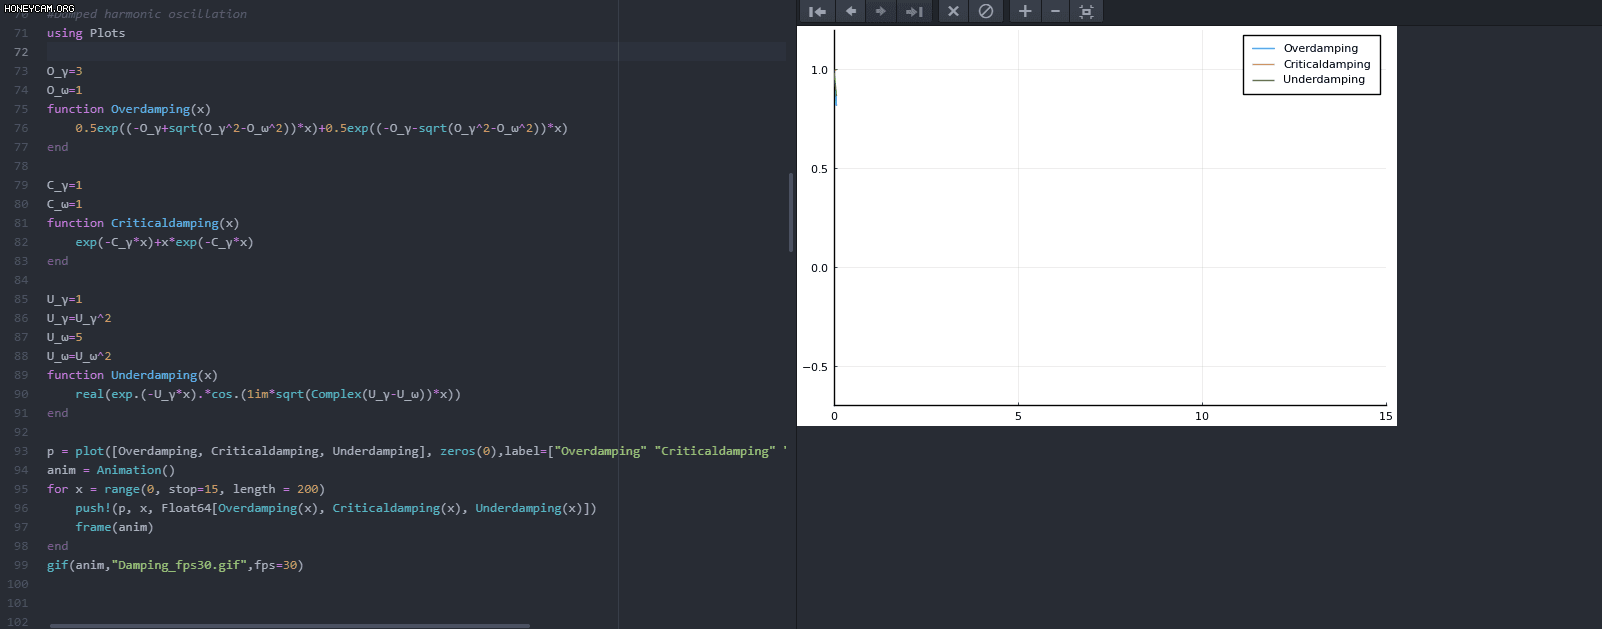 HONEYCAM.ORG
70 #Damped harmonic oscillation
71 using Plots
72
73 O_γ=3
74 O_ω=1
75 function Overdamping(x)
76 0.5exp((-O_γ+sqrt(O_γ^2-O_ω^2))*x)+0.5exp((-O_γ-sqrt(O_γ^2-O_ω^2))*x)
77 end
78
79 C_γ=1
80 C_ω=1
81 function Criticaldamping(x)
82 exp(-C_γ*x)+x*exp(-C_γ*x)
83 end
84
85 U_γ=1
86 U_γ=U_γ^2
87 U_ω=5
88 U_ω=U_ω^2
89 function Underdamping(x)
90 real(exp.(-U_γ*x).*cos.(1im*sqrt(Complex(U_γ-U_ω))*x))
91 end
92
93 p = plot([Overdamping, Criticaldamping, Underdamping], zeros(0),label=["Overdamping" "Criticaldamping" "
94 anim = Animation()
95 for x = range(0, stop=15, length = 200)
96 push!(p, x, Float64[Overdamping(x), Criticaldamping(x), Underdamping(x)])
97 frame(anim)
98 end
99 gif(anim,"Damping_fps30.gif",fps=30)
100
101
102
Overdamping
Criticaldamping
Underdamping
1.0
0.5
0.0
−0.5
0 5 10 15